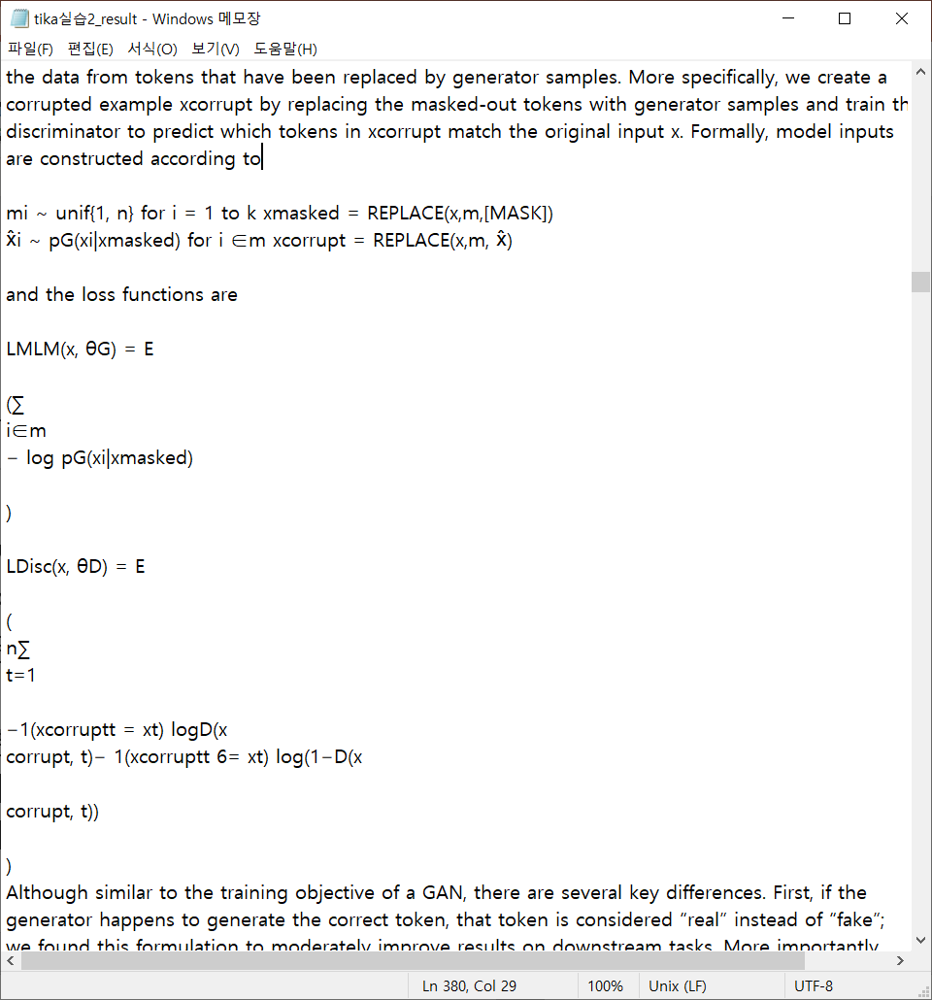 tika실습2_result - Windows 메모장
파일(F) 편집(E) 서식(O) 보기(V) 도움말(H)
the data from tokens that have been replaced by generator samples. More specifically, we create a
corrupted example xcorrupt by replacing the masked-out tokens with generator samples and train th
discriminator to predict which tokens in xcorrupt match the original input x. Formally, model inputs
are constructed according to
mi ~ unif{1, n} for i = 1 to k xmasked = REPLACE(x,m,[MASK])
x̂i ~ pG(xi|xmasked) for i ∈m xcorrupt = REPLACE(x,m, x̂)
and the loss functions are
LMLM(x, θG) = E
(∑
i∈m
− log pG(xi|xmasked)
)
LDisc(x, θD) = E
(
n∑
t=1
−1(xcorruptt = xt) logD(x
corrupt, t)− 1(xcorruptt 6= xt) log(1−D(x
corrupt, t))
)
Although similar to the training objective of a GAN, there are several key differences. First, if the
generator happens to generate the correct token, that token is considered “real” instead of “fake”;
we found this formulation to moderately improve results on downstream tasks. More importantly,
Ln 380, Col 29 100% Unix (LF) UTF-8